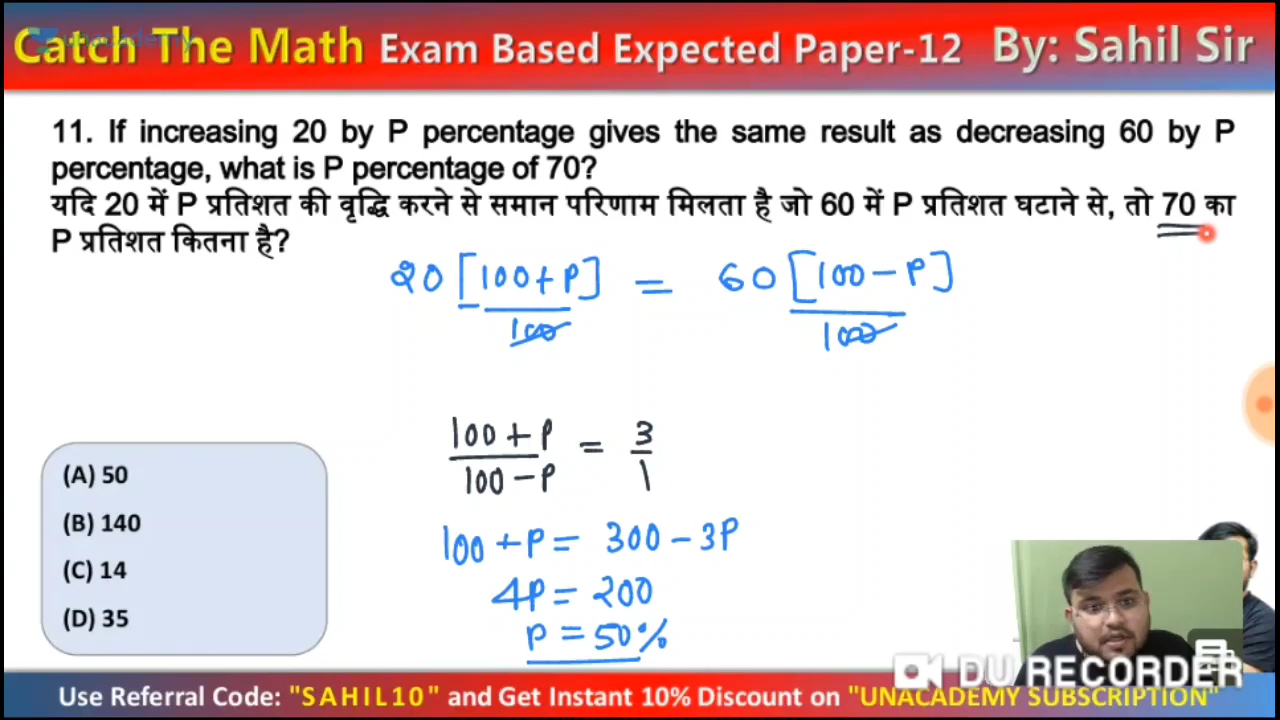 Catch The Math Exam Based Expected Paper-12 By: Sahil Sir
11. If increasing 20 by P percentage gives the same result as decreasing 60 by P
percentage, what is P percentage of 70?
यदि 20 में P प्रतिशत की वृद्धि करने से समान परिणाम मिलता है जो 60 में P प्रतिशत घटाने से, तो 70 का
P प्रतिशत कितना है?
20 [100+P] = 60 [100-P]
100 100
100+P = 3
100-P 1
100+P = 300-3P
4P = 200
P = 50%
(A) 50
(B) 140
(C) 14
(D) 35
DU RECORDER
Use Referral Code: "SAHIL10" and Get Instant 10% Discount on "UNACADEMY SUBSCRIPTION"